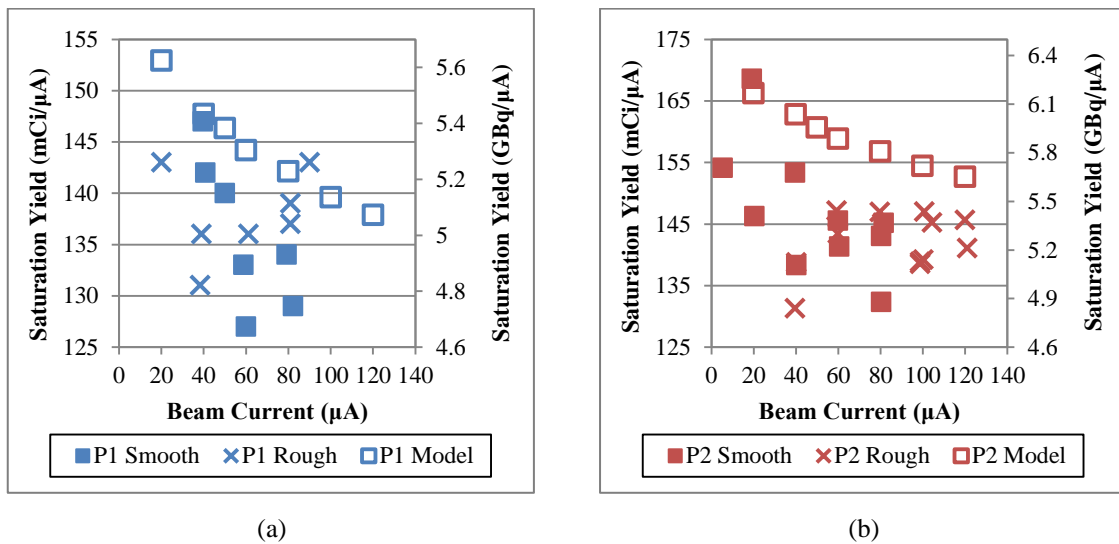 155
150
145
140
135
130
125
Saturation Yield (mCi/µA)
5.6
5.4
5.2
5
4.8
4.6
Saturation Yield (GBq/µA)
0 20 40 60 80 100 120 140
Beam Current (µA)
P1 Smooth P1 Rough P1 Model
(a)
175
165
155
145
135
125
Saturation Yield (mCi/µA)
6.4
6.1
5.8
5.5
5.2
4.9
4.6
Saturation Yield (GBq/µA)
0 20 40 60 80 100 120 140
Beam Current (µA)
P2 Smooth P2 Rough P2 Model
(b)